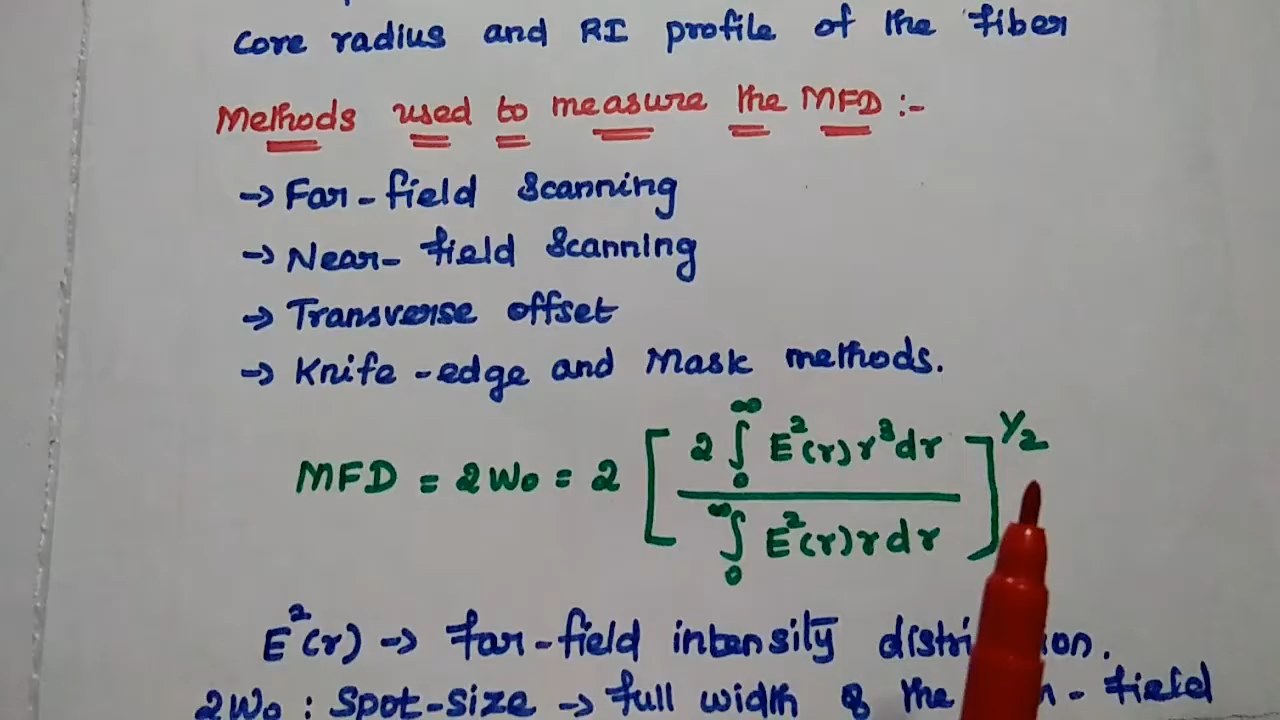 core radius and RI profile of the fiber
Methods used to measure the MFD :-
→ Far-field scanning
→ Near-field scanning
→ Transverse offset
→ Knife-edge and Mask methods.
MFD = 2W₀ = 2 [ 2 ∫₀^∞ E²(r) r³ dr / ∫₀^∞ E²(r) r dr ]^1/2
E²(r) → far-field intensity
2W₀ : Spot-size → full width of the - field